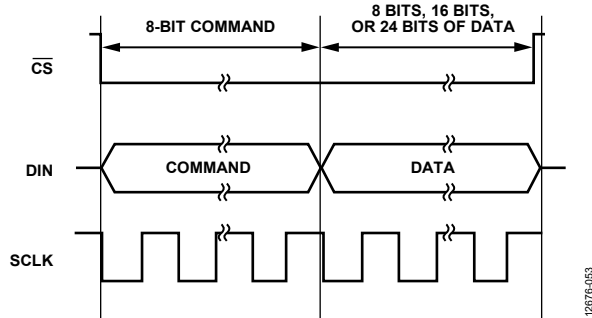 8-BIT COMMAND
8 BITS, 16 BITS,
OR 24 BITS OF DATA
CS
DIN
COMMAND
DATA
SCLK
12676-053